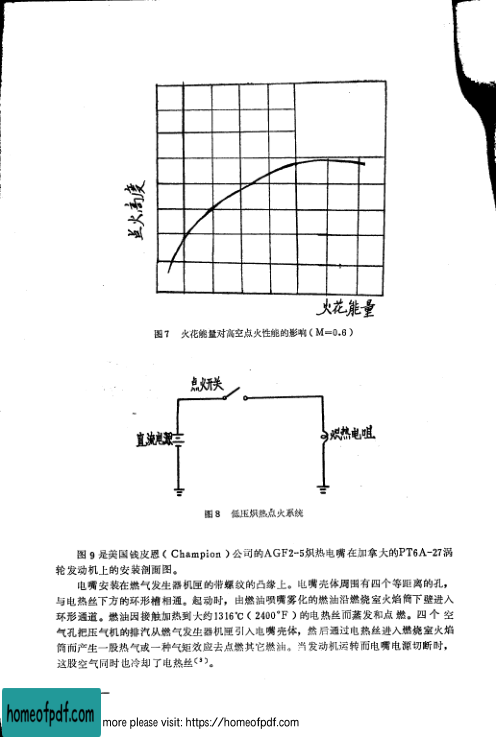 点火高度
火花能量
图7 火花能量对高空点火性能的影响(M=0.6)
点火开关
直流电源
炽热电咀
图8 低压炽热点火系统
图9是美国钱皮恩(Champion)公司的AGF2-5炽热电嘴在加拿大的PT6A-27涡
轮发动机上的安装剖面图。
电嘴安装在燃气发生器机匣的带螺纹的凸缘上。电嘴壳体周围有四个等距离的孔,
与电热丝下方的环形槽相通。起动时,由燃油喷嘴雾化的燃油沿燃烧室火焰筒下壁进入
环形通道。燃油因接触加热到大约1316℃(2400°F)的电热丝而蒸发和点燃。四个空
气孔把压气机的排汽从燃气发生器机匣引入电嘴壳体,然后通过电热丝进入燃烧室火焰
筒而产生一股热气或一种气炬效应去点燃其它燃油。当发动机运转而电嘴电源切断时,
这股空气同时也冷却了电热丝
homeofpdf.com
more please visit: https://homeofpdf.com